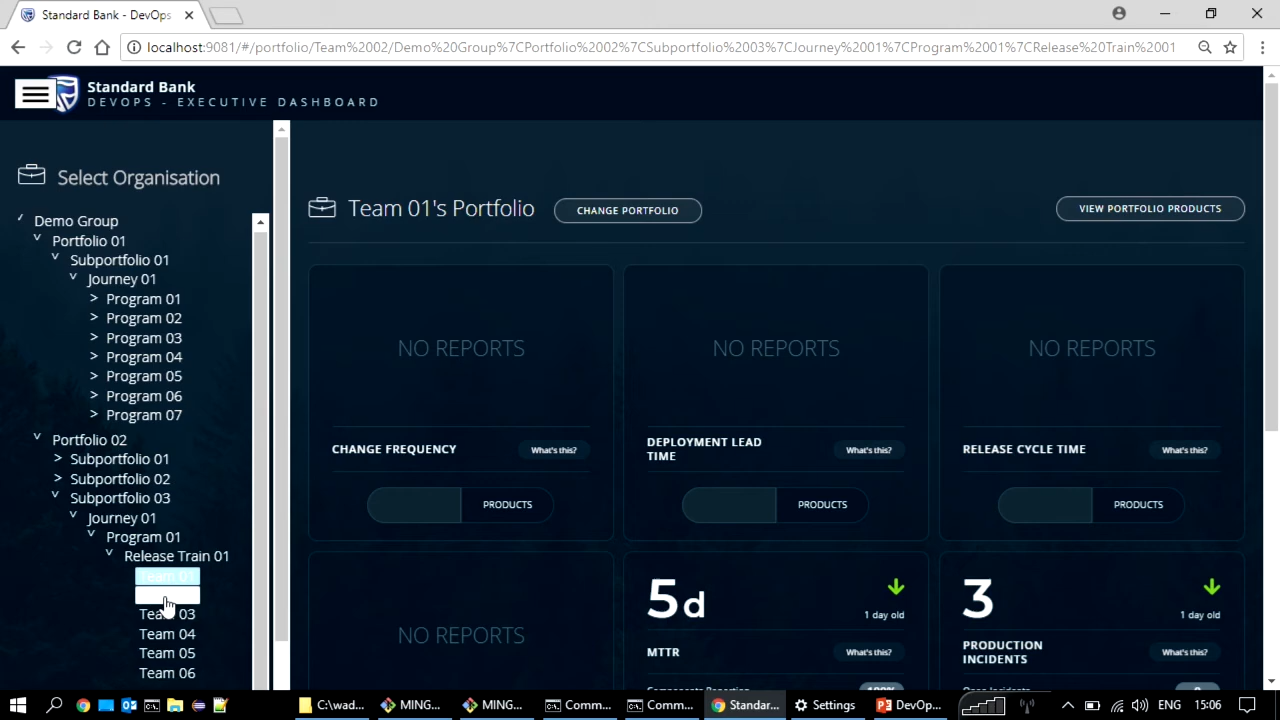 Standard Bank - DevOps
localhost:9081/#/portfolio/Team%2002/Demo%20Group%7CPortfolio%2002%7CSubportfolio%2003%7CJourney%2001%7CProgram%2001%7CRelease%20Train%2001
Standard Bank
DEVOPS - EXECUTIVE DASHBOARD
Select Organisation
Demo Group
Portfolio 01
Subportfolio 01
Journey 01
Program 01
Program 02
Program 03
Program 04
Program 05
Program 06
Program 07
Portfolio 02
Subportfolio 01
Subportfolio 02
Subportfolio 03
Journey 01
Program 01
Release Train 01
Team 01
Team 03
Team 04
Team 05
Team 06
Team 01's Portfolio
CHANGE PORTFOLIO
VIEW PORTFOLIO PRODUCTS
NO REPORTS
CHANGE FREQUENCY
What's this?
PRODUCTS
NO REPORTS
DEPLOYMENT LEAD
TIME
What's this?
PRODUCTS
NO REPORTS
RELEASE CYCLE TIME
What's this?
PRODUCTS
NO REPORTS
5d
1 day old
MTTR
What's this?
3
1 day old
PRODUCTION
INCIDENTS
What's this?
C:\wad...
MING...
MING...
Comm...
Comm...
Standar...
Settings
DevOp...
ENG
15:06